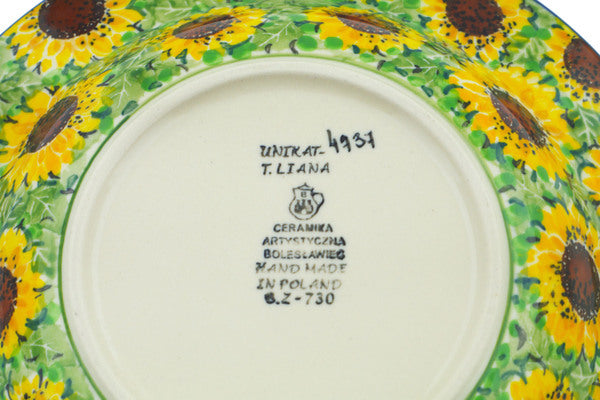 UNIKAT-4937
T. LIANA
CERAMIKA
ARTYSTYCZNA
BOLESŁAWIEC
HAND MADE
IN POLAND
Z-730